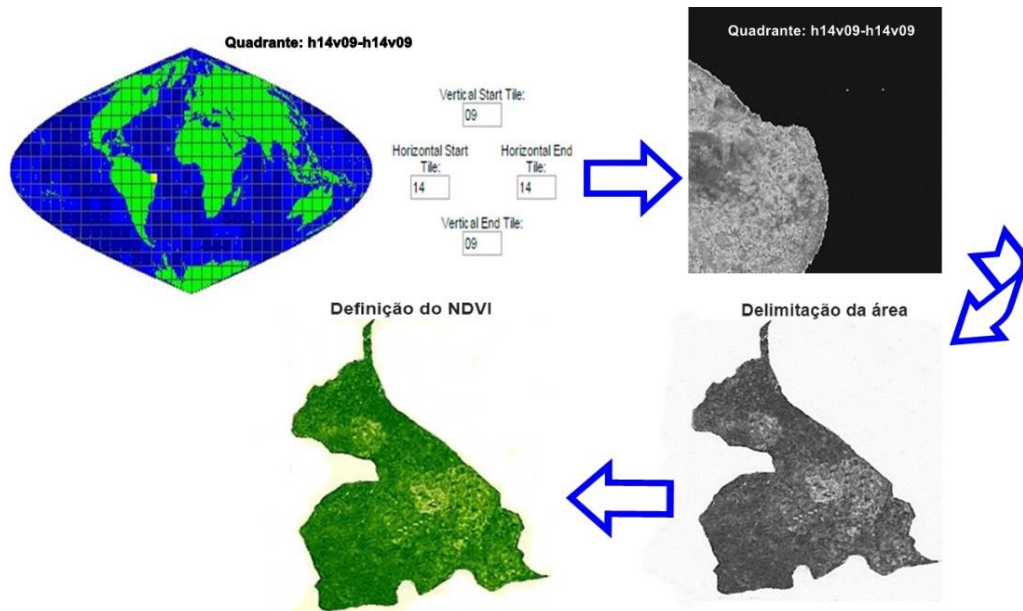 Quadrante: h14v09-h14v09
Vertical Start Tile:
09
Horizontal Start
Tile:
14
Horizontal End
Tile:
14
Vertical End Tile:
09
Quadrante: h14v09-h14v09
Delimitação da área
Definição do NDVI